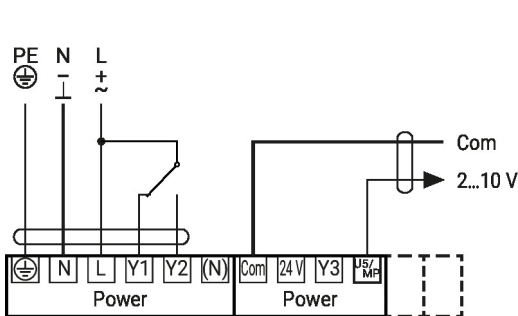 PE N L
– +
~
Com
2...10 V
N L Y1 Y2 (N) Com 24 V Y3 U5/MP
Power Power